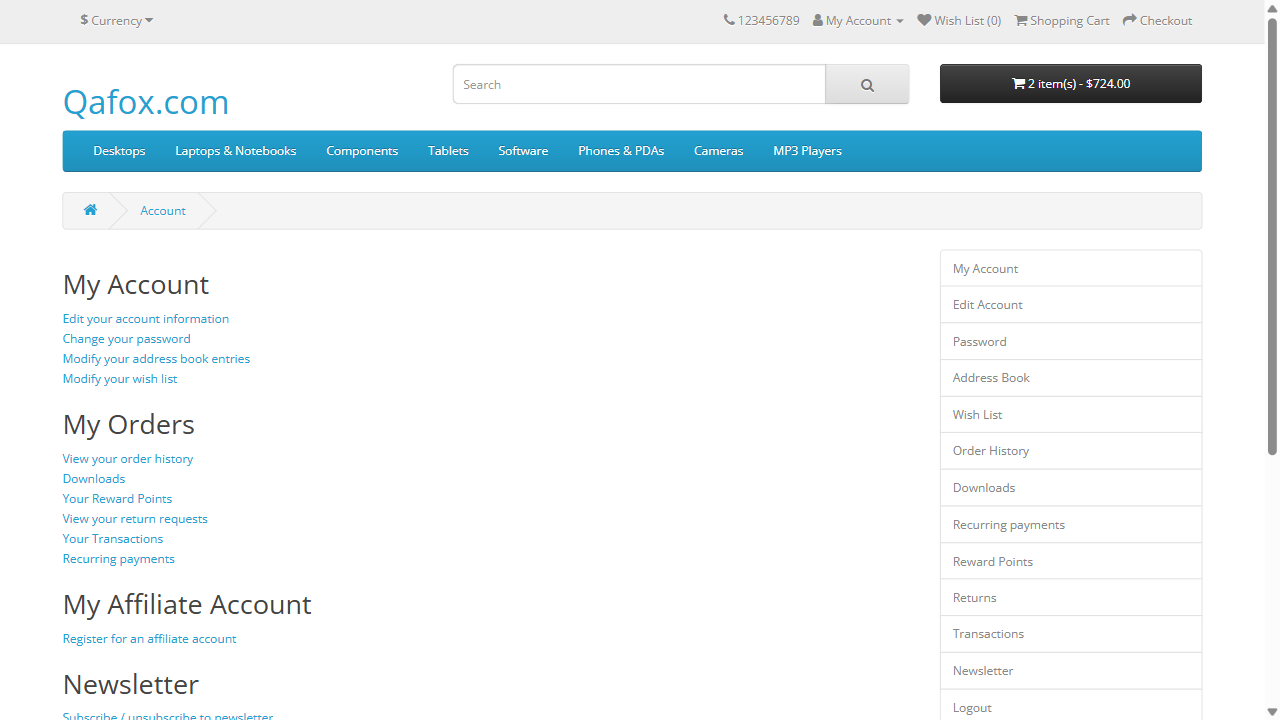 $ Currency
123456789 My Account Wish List (0) Shopping Cart Checkout
Qafox.com
Search
2 item(s) - $724.00
Desktops Laptops & Notebooks Components Tablets Software Phones & PDAs Cameras MP3 Players
Account
My Account
Edit your account information
Change your password
Modify your address book entries
Modify your wish list
My Orders
View your order history
Downloads
Your Reward Points
View your return requests
Your Transactions
Recurring payments
My Affiliate Account
Register for an affiliate account
Newsletter
Subscribe / unsubscribe to newsletter
My Account
Edit Account
Password
Address Book
Wish List
Order History
Downloads
Recurring payments
Reward Points
Returns
Transactions
Newsletter
Logout